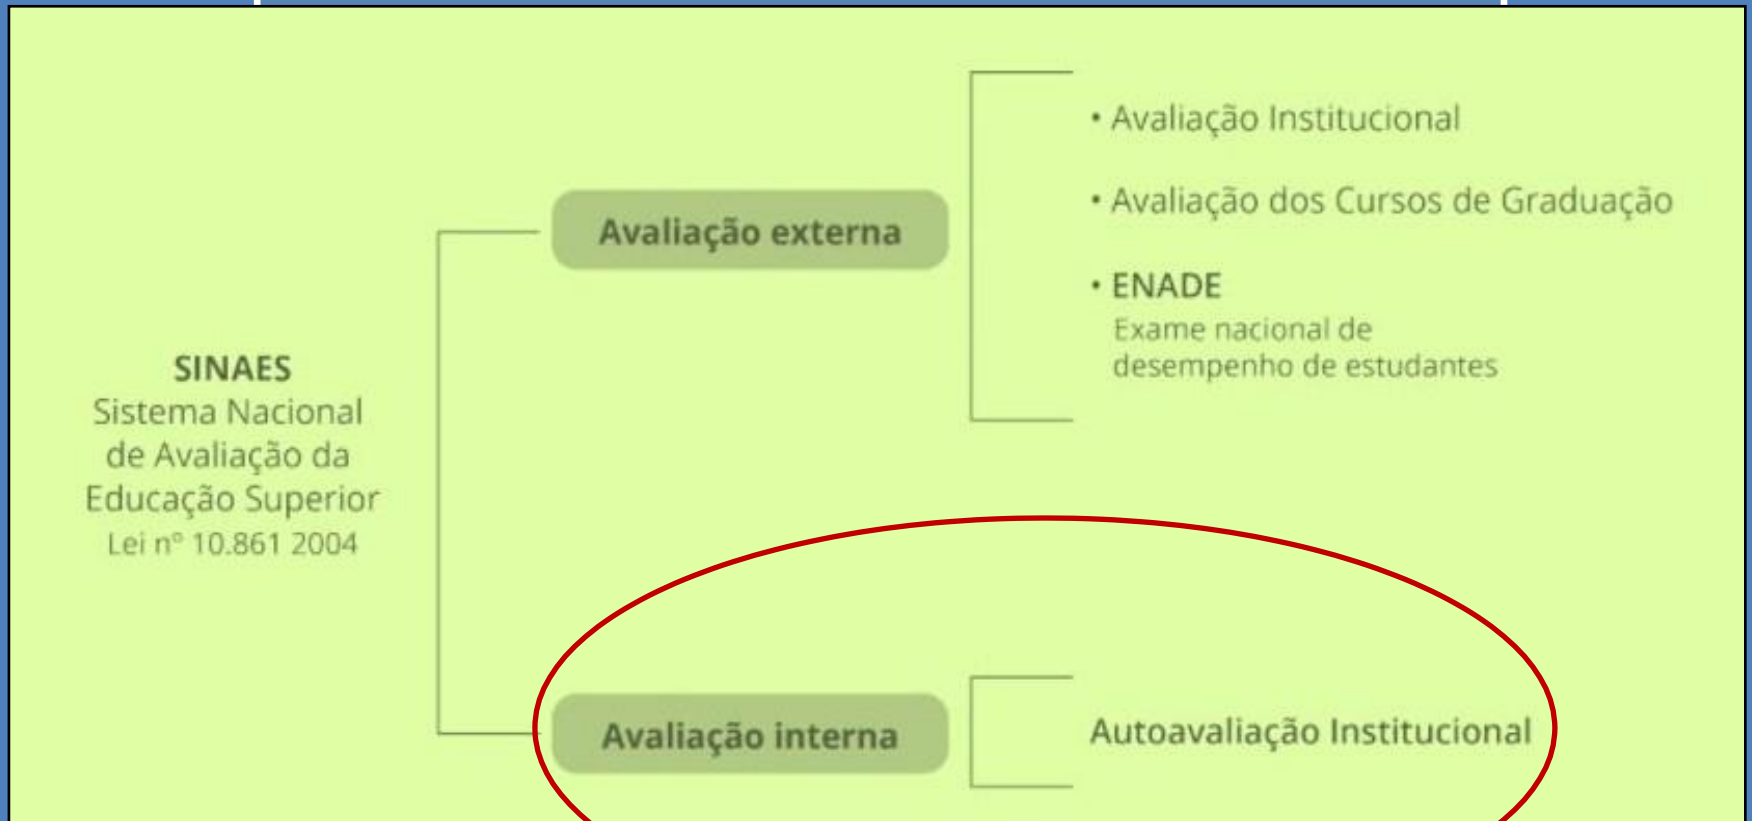 SINAES
Sistema Nacional
de Avaliação da
Educação Superior
Lei nº 10.861 2004
Avaliação externa
• Avaliação Institucional
• Avaliação dos Cursos de Graduação
• ENADE
Exame nacional de
desempenho de estudantes
Avaliação interna
Autoavaliação Institucional